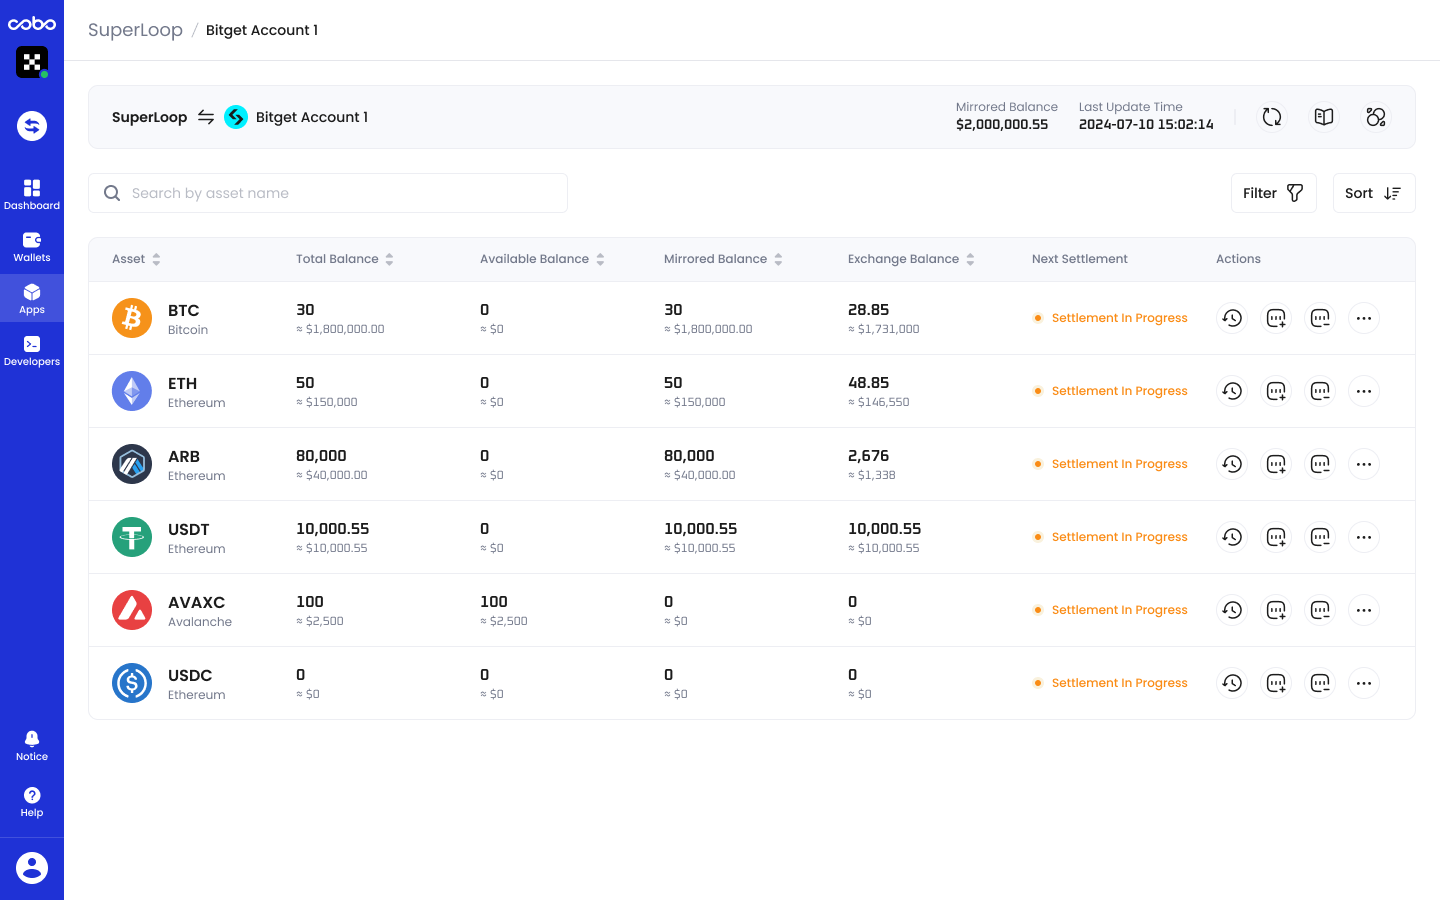 cobo
SuperLoop / Bitget Account 1
SuperLoop Bitget Account 1
Mirrored Balance
$2,000,000.55
Last Update Time
2024-07-10 15:02:14
Dashboard
Wallets
Apps
Developers
Notice
Help
Search by asset name
Filter
Sort
Asset Total Balance Available Balance Mirrored Balance Exchange Balance Next Settlement Actions
BTC 30 0 30 28.85 Settlement In Progress
Bitcoin ≈ $1,800,000.00 ≈ $0 ≈ $1,800,000.00 ≈ $1,731,000
ETH 50 0 50 48.85 Settlement In Progress
Ethereum ≈ $150,000 ≈ $0 ≈ $150,000 ≈ $146,550
ARB 80,000 0 80,000 2,676 Settlement In Progress
Ethereum ≈ $40,000.00 ≈ $0 ≈ $40,000.00 ≈ $1,338
USDT 10,000.55 0 10,000.55 10,000.55 Settlement In Progress
Ethereum ≈ $10,000.55 ≈ $0 ≈ $10,000.55 ≈ $10,000.55
AVAXC 100 100 0 0 Settlement In Progress
Avalanche ≈ $2,500 ≈ $2,500 ≈ $0 ≈ $0
USDC 0 0 0 0 Settlement In Progress
Ethereum ≈ $0 ≈ $0 ≈ $0 ≈ $0